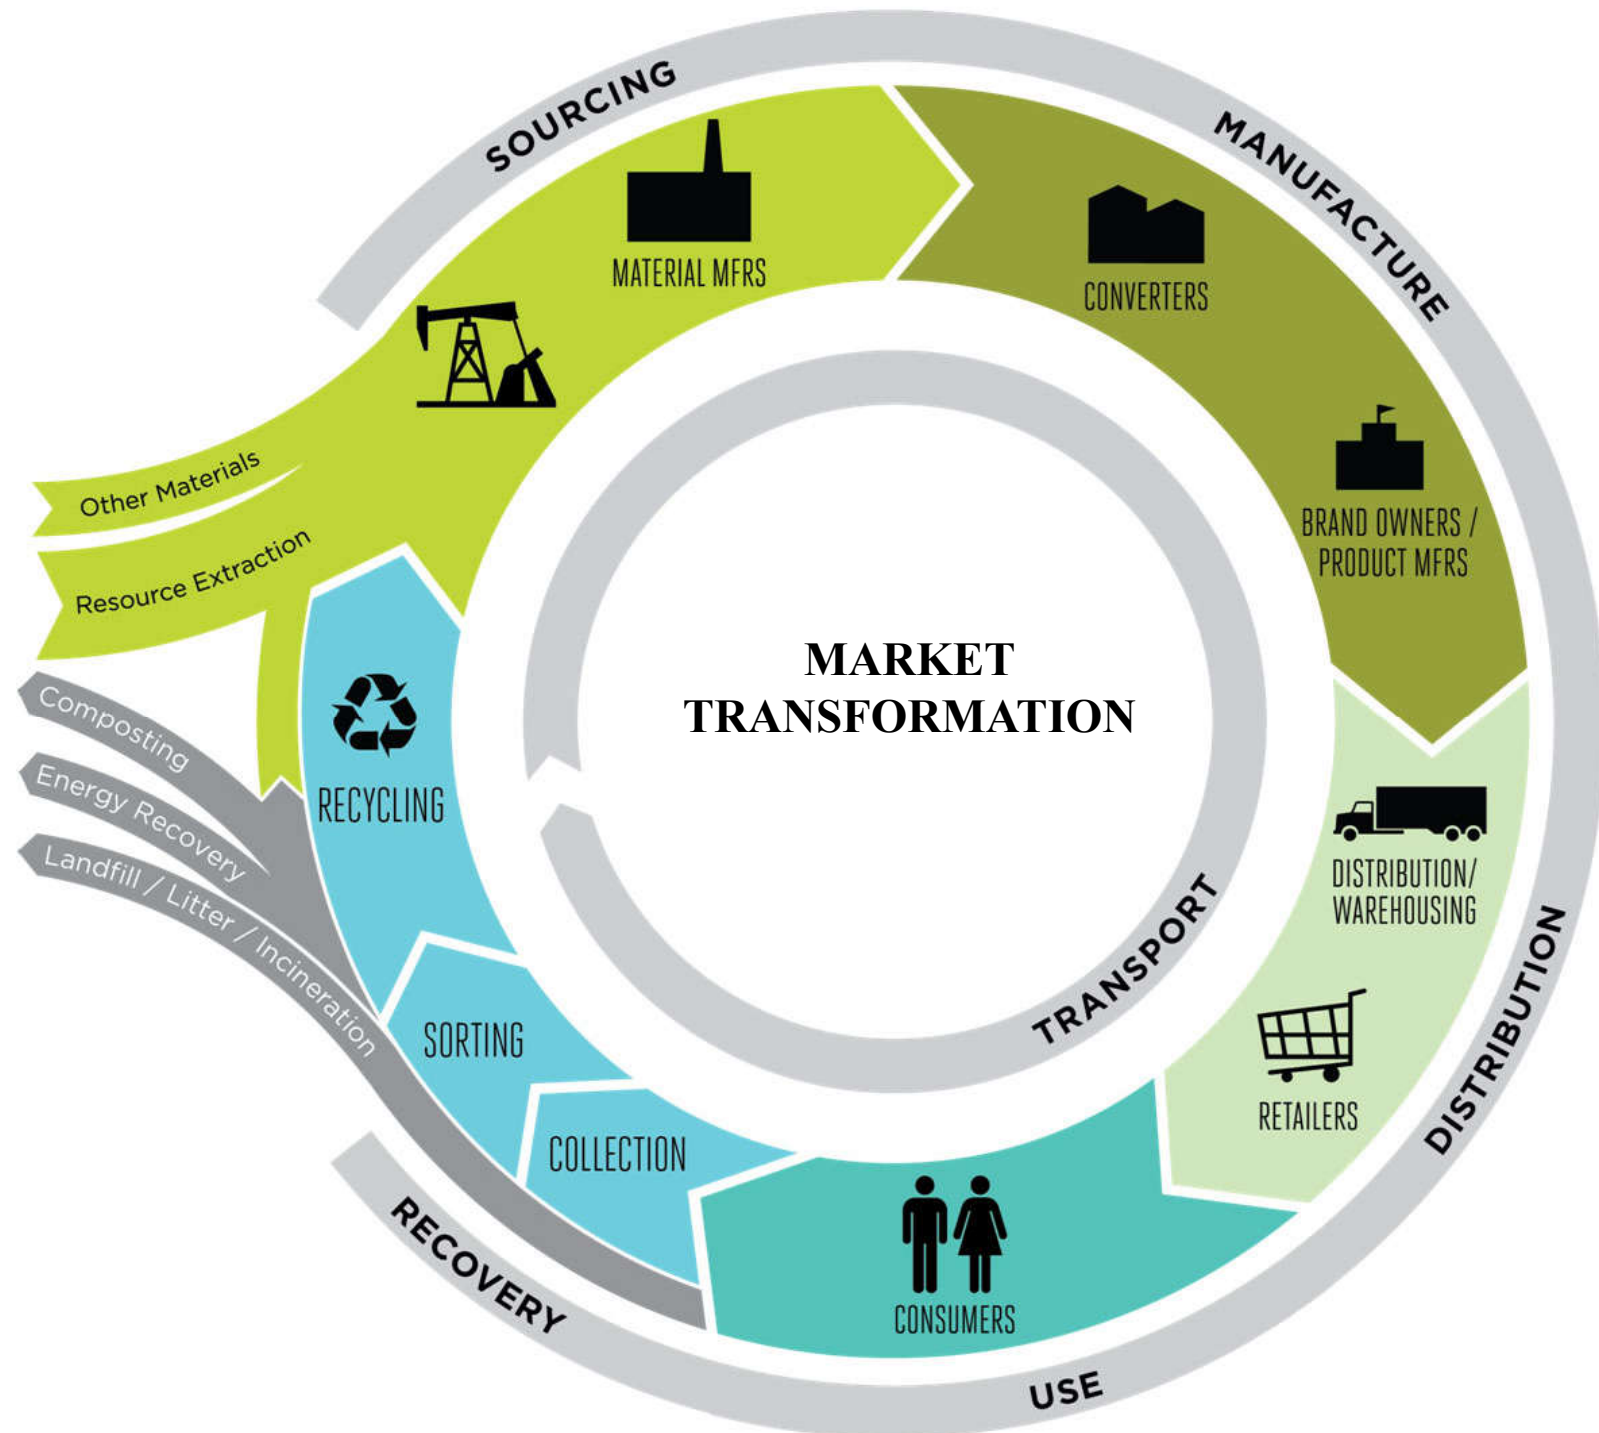 SOURCING
MANUFACTURE
DISTRIBUTION
USE
RECOVERY
MATERIAL MFRS
CONVERTERS
BRAND OWNERS /
PRODUCT MFRS
DISTRIBUTION/
WAREHOUSING
RETAILERS
CONSUMERS
COLLECTION
SORTING
RECYCLING
Other Materials
Resource Extraction
Composting
Energy Recovery
Landfill / Litter / Incineration
MARKET
TRANSFORMATION
TRANSPORT